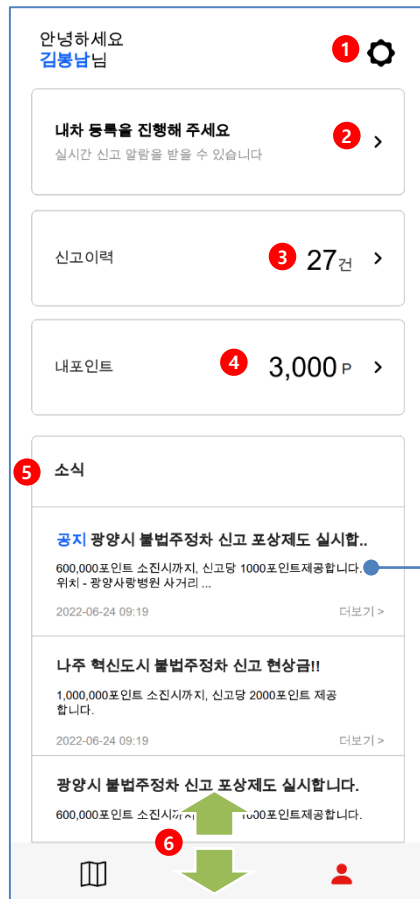 안녕하세요
김봉남님
1
내차 등록을 진행해 주세요
실시간 신고 알람을 받을 수 있습니다
2
신고이력
3
27건
내포인트
4
3,000 P
5
소식
공지 광양시 불법주정차 신고 포상제도 실시합..
600,000포인트 소진시까지, 신고당 1000포인트제공합니다.
위치 - 광양사랑병원 사거리 ...
2022-06-24 09:19
더보기 >
나주 혁신도시 불법주정차 신고 현상금!!
1,000,000포인트 소진시까지, 신고당 2000포인트 제공
합니다.
2022-06-24 09:19
더보기 >
광양시 불법주정차 신고 포상제도 실시합니다.
600,000포인트 소진시까지 1000포인트제공합니다.
6